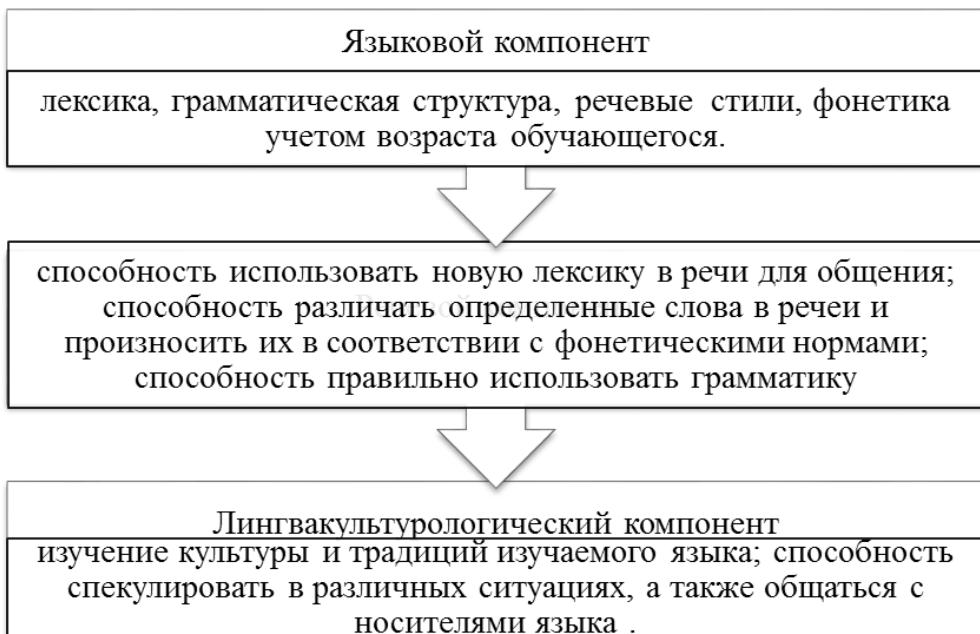 Языковой компонент
лексика, грамматическая структура, речевые стили, фонетика
учетом возраста обучающегося.
способность использовать новую лексику в речи для общения;
способность различать определенные слова в речеи и
произносить их в соответствии с фонетическими нормами;
способность правильно использовать грамматику
Лингвакультурологический компонент
изучение культуры и традиций изучаемого языка; способность
спекулировать в различных ситуациях, а также общаться с
носителями языка .